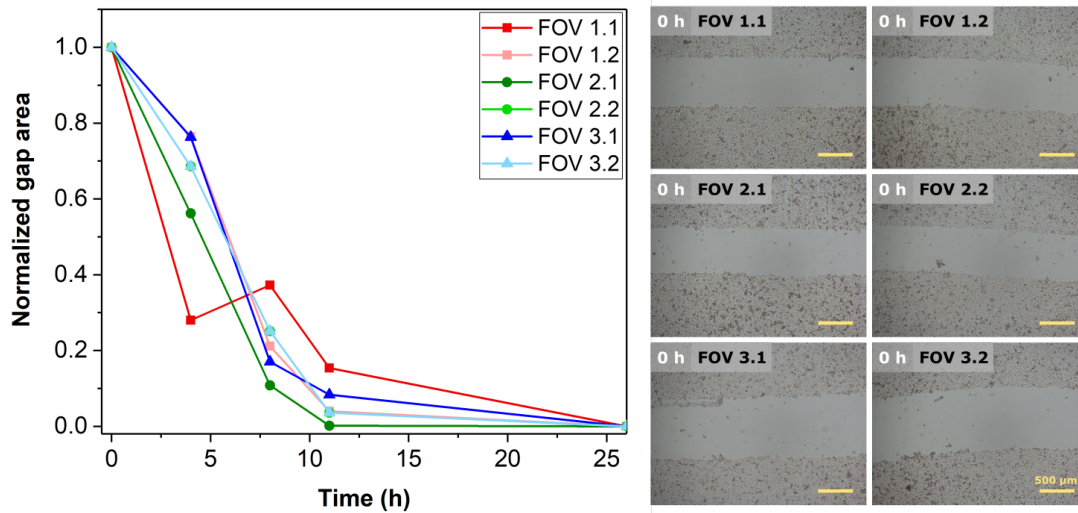 Normalized gap area
1.0
0.8
0.6
0.4
0.2
0.0
0
5
10
15
20
25
Time (h)
FOV 1.1
FOV 1.2
FOV 2.1
FOV 2.2
FOV 3.1
FOV 3.2
0 h FOV 1.1
0 h FOV 1.2
0 h FOV 2.1
0 h FOV 2.2
0 h FOV 3.1
0 h FOV 3.2
500 µm